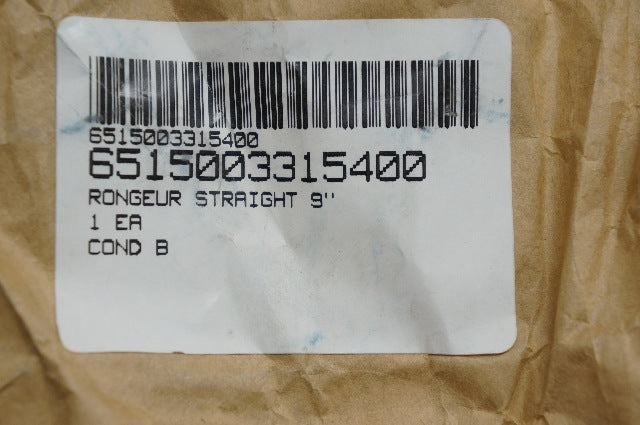 6515003315400
6515003315400
RONGEUR STRAIGHT 9"
1 EA
COND B